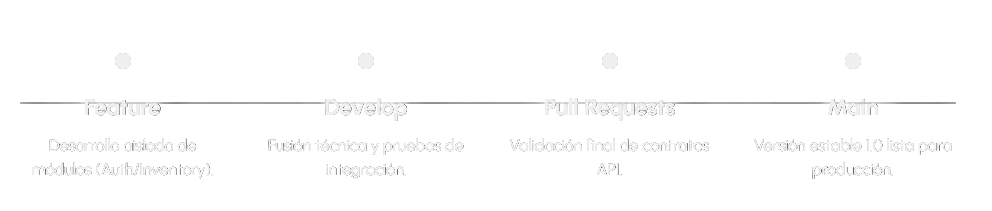 Feature
Desarrollo aislado de
módulos (Auth/Inventory).
Develop
Fusión técnica y pruebas de
integración.
Pull Requests
Validación final de contratos
API.
Main
Versión estable 1.0 lista para
producción.